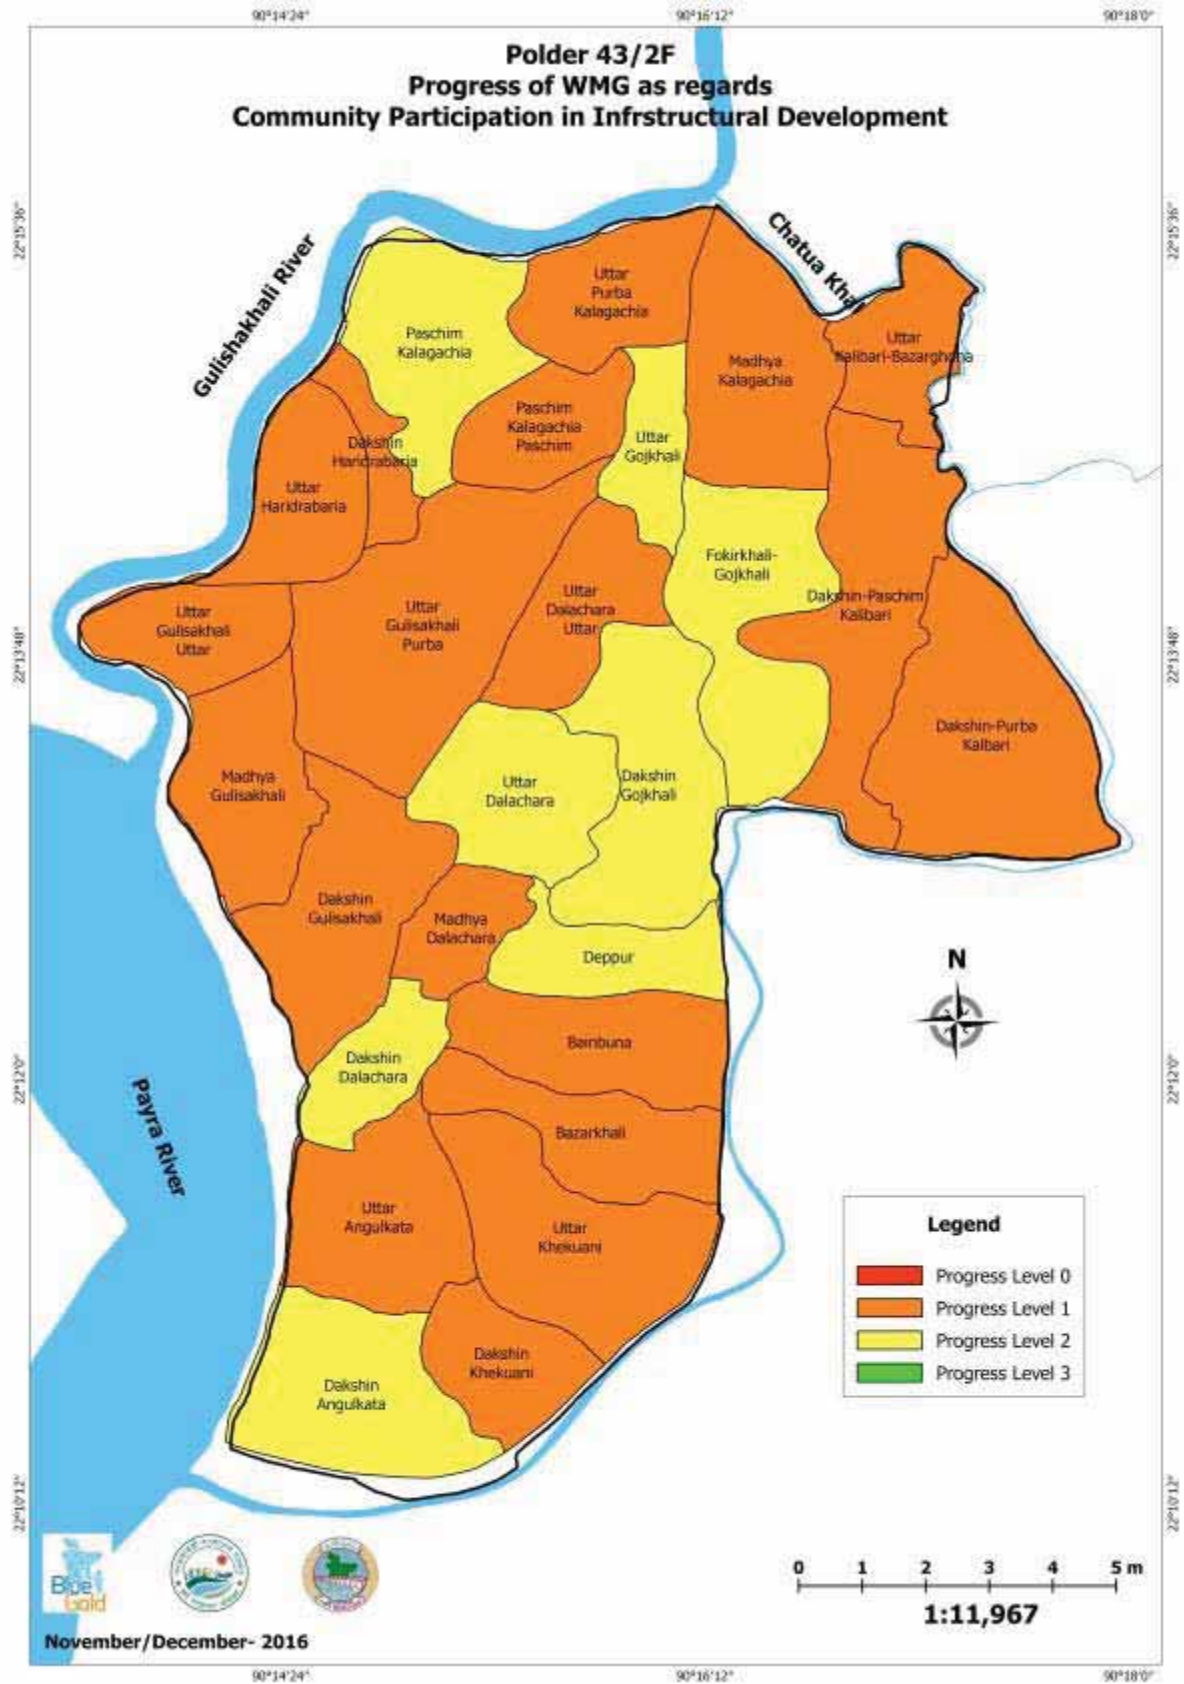 90°14'24"
90°16'12"
90°18'0"
Polder 43/2F
Progress of WMG as regards
Community Participation in Infrstructural Development
22°15'36"
22°15'36"
Gulishakhali River
Chatua Khal
Uttar
Purba
Kalagachia
Paschim
Kalagachia
Uttar
Kalibari-Bazarghona
Madhya
Kalagachia
Paschim
Kalagachia
Paschim
Uttar
Gojkhali
Dakshin
Haridrabaria
Uttar
Haridrabaria
Fokirkhali-
Gojkhali
Uttar
Dalachara
Uttar
Dakshin-Paschim
Kalibari
Uttar
Gulisakhali
Uttar
Uttar
Gulisakhali
Purba
22°13'48"
22°13'48"
Dakshin-Purba
Kalbari
Madhya
Gulisakhali
Uttar
Dalachara
Dakshin
Gojkhali
Dakshin
Gulisakhali
Madhya
Dalachara
Deppur
N
Bainbuna
Dakshin
Dalachara
22°12'0"
22°12'0"
Payra River
Bazarkhali
Uttar
Angulkata
Uttar
Khekuani
Legend
Progress Level 0
Progress Level 1
Progress Level 2
Progress Level 3
Dakshin
Khekuani
Dakshin
Angulkata
22°10'12"
22°10'12"
Blue
Gold
0 1 2 3 4 5 m
1:11,967
November/December- 2016
90°14'24"
90°16'12"
90°18'0"